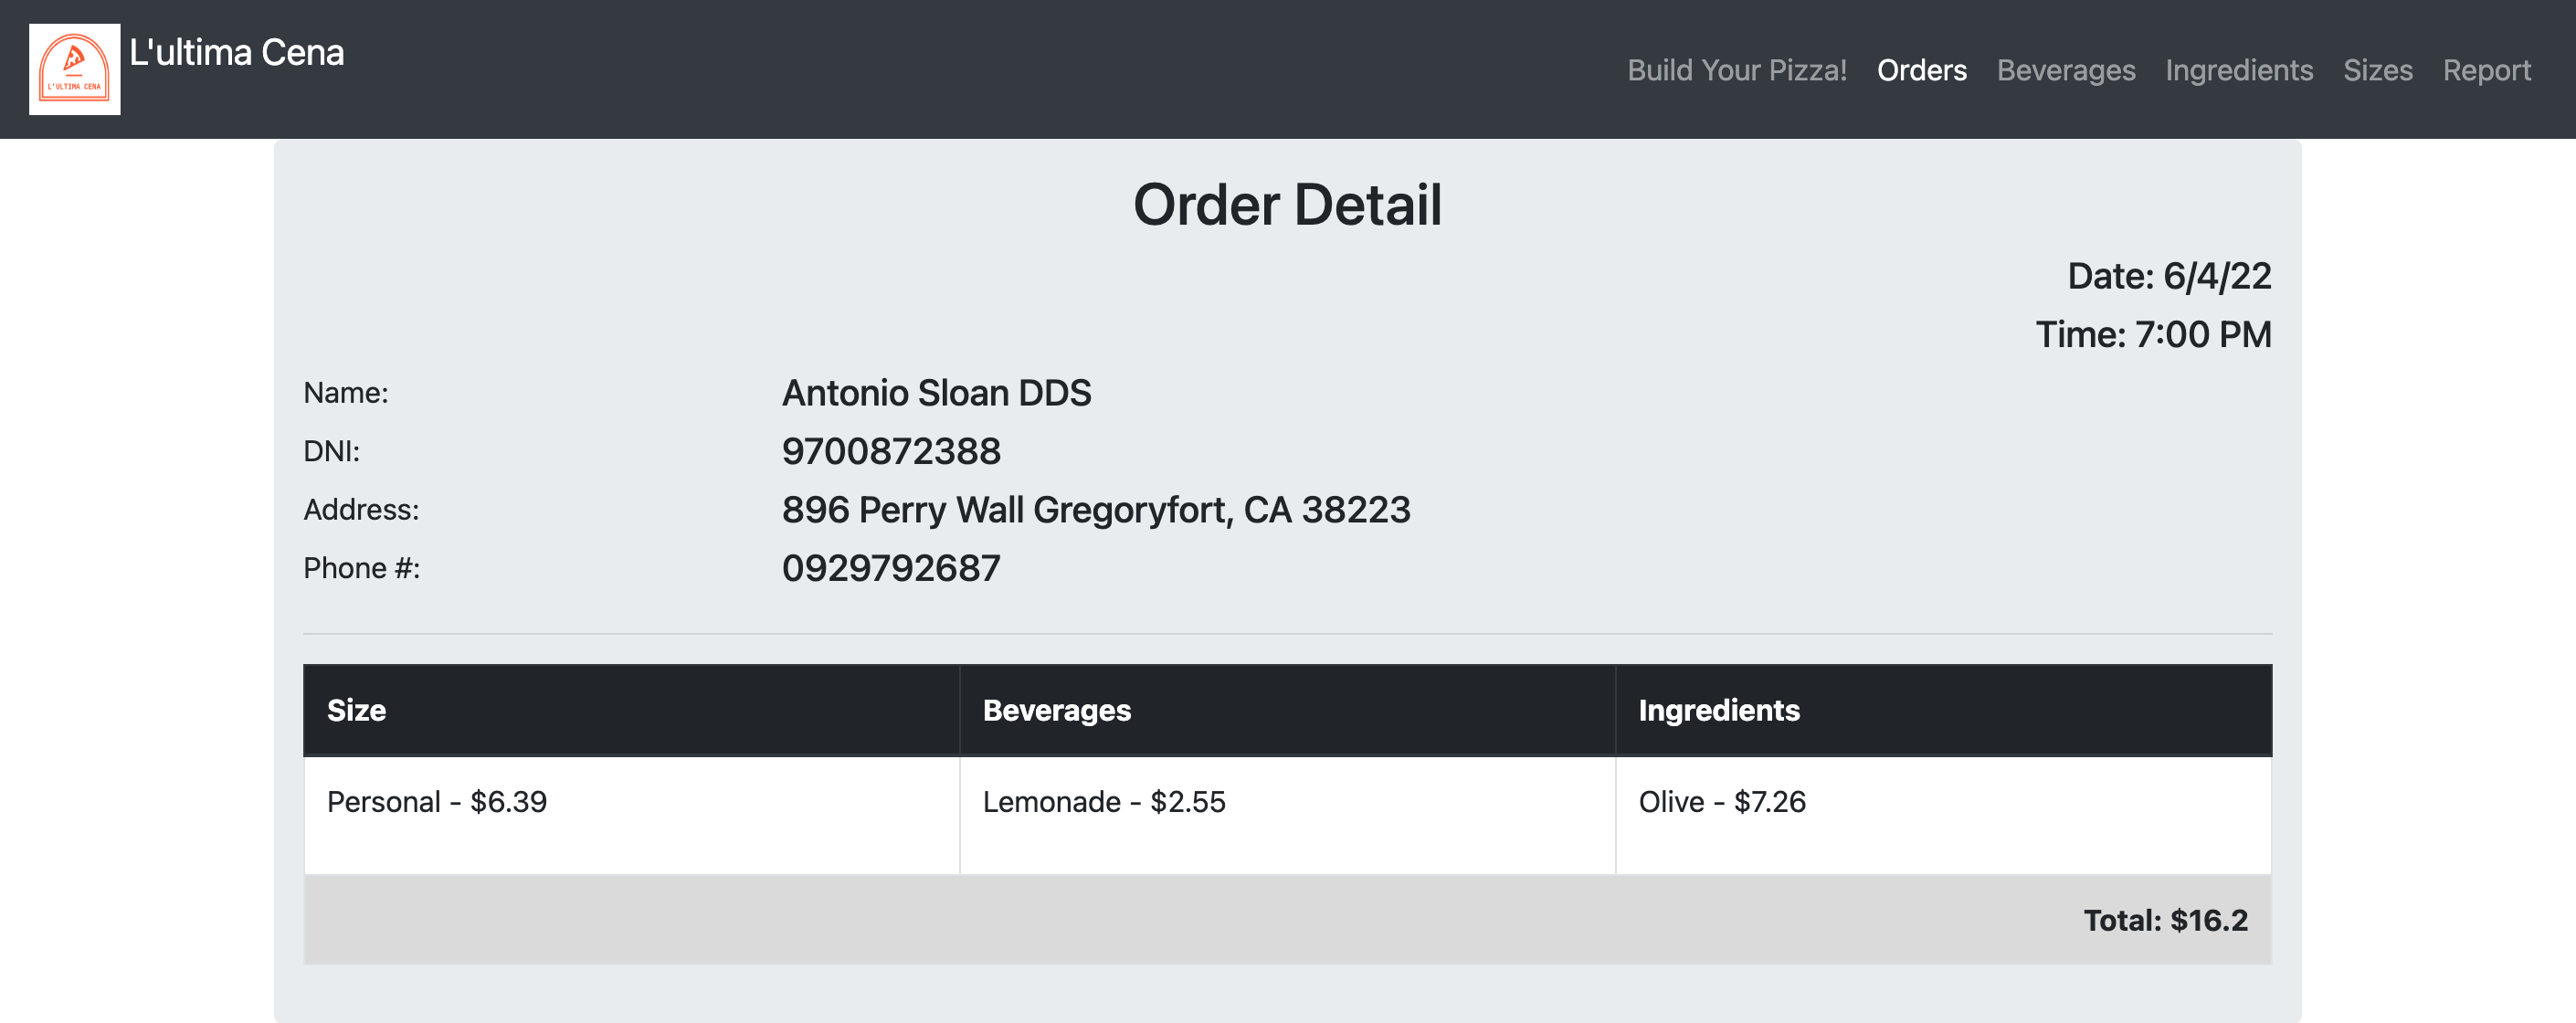 L'ULTIMA CENA
L'ultima Cena
Build Your Pizza! Orders Beverages Ingredients Sizes Report
Order Detail
Date: 6/4/22
Time: 7:00 PM
Name: Antonio Sloan DDS
DNI: 9700872388
Address: 896 Perry Wall Gregoryfort, CA 38223
Phone #: 0929792687
Size Beverages Ingredients
Personal - $6.39 Lemonade - $2.55 Olive - $7.26
Total: $16.2